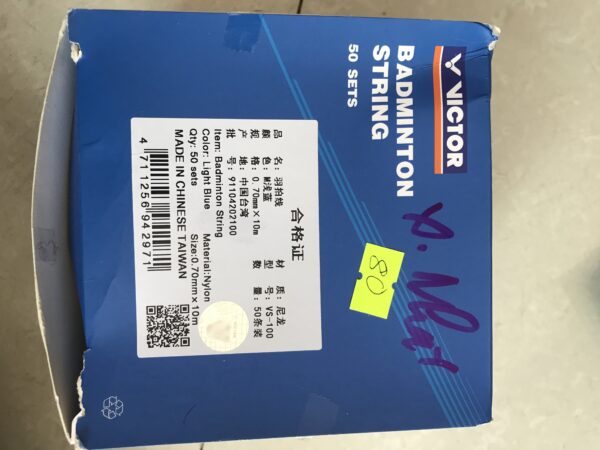 VICTOR
BADMINTON
STRING
50 SETS
合格证
品 名：羽拍线 材 质：尼龙
颜 色：M浅蓝 型 号：VS-100
规 格：0.70mm×10m 数 量：50条装
产 地：中国台湾
批 号：91104202100
Item: Badminton String
Color: Light Blue Material:Nylon
Qty: 50 sets Size:0.70mm×10m
MADE IN CHINESE TAIWAN
4 711256 942971
80